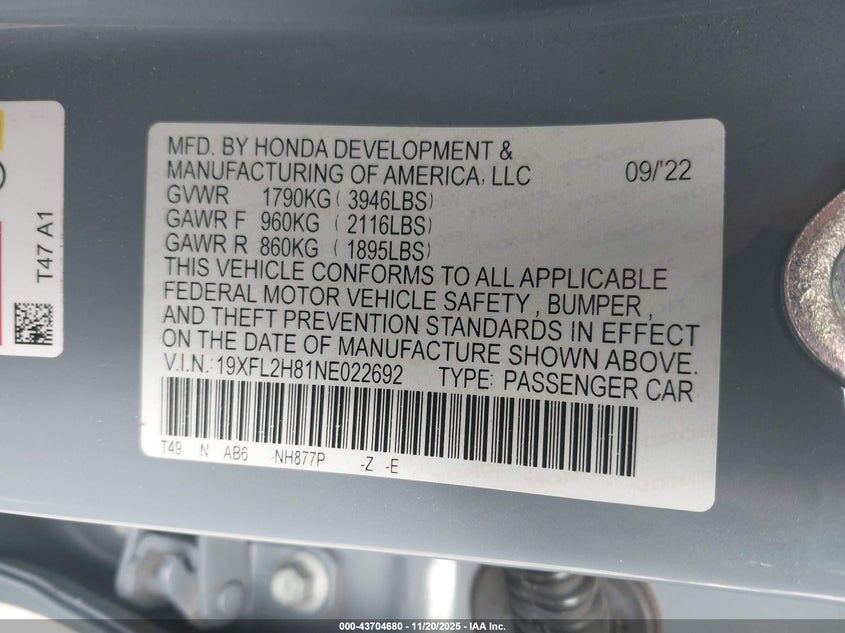 MFD. BY HONDA DEVELOPMENT &
MANUFACTURING OF AMERICA, LLC 09/'22
GVWR 1790KG ( 3946LBS)
GAWR F 960KG ( 2116LBS)
GAWR R 860KG ( 1895LBS)
THIS VEHICLE CONFORMS TO ALL APPLICABLE
FEDERAL MOTOR VEHICLE SAFETY , BUMPER ,
AND THEFT PREVENTION STANDARDS IN EFFECT
ON THE DATE OF MANUFACTURE SHOWN ABOVE.
V.I.N.: 19XFL2H81NE022692 TYPE: PASSENGER CAR
T49 N AB6 -NH877P -Z -E
T47 A1
000-43704680 - 11/20/2025 - IAA Inc.